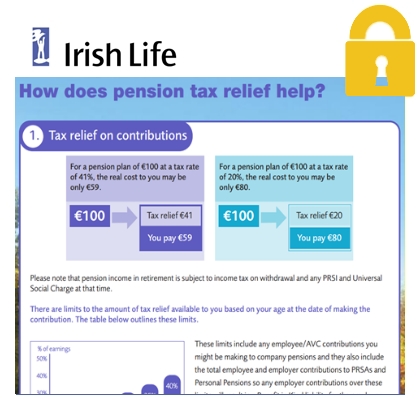 Irish Life
How does pension tax relief help?
1. Tax relief on contributions
For a pension plan of €100 at a tax rate
of 41%, the real cost to you may be
only €59.
€100
Tax relief €41
You pay €59
For a pension plan of €100 at a tax rate
of 20%, the real cost to you may be
only €80.
€100
Tax relief €20
You pay €80
Please note that pension income in retirement is subject to income tax on withdrawal and any PRSI and Universal
Social Charge at that time.
There are limits to the amount of tax relief available to you based on your age at the date of making the
contribution. The table below outlines these limits.
% of earnings
50%
40%
40%
These limits include any employee/AVC contributions you
might be making to company pensions and they also include
the total employee and employer contributions to PRSAs and
Personal Pensions so any employer contributions over these